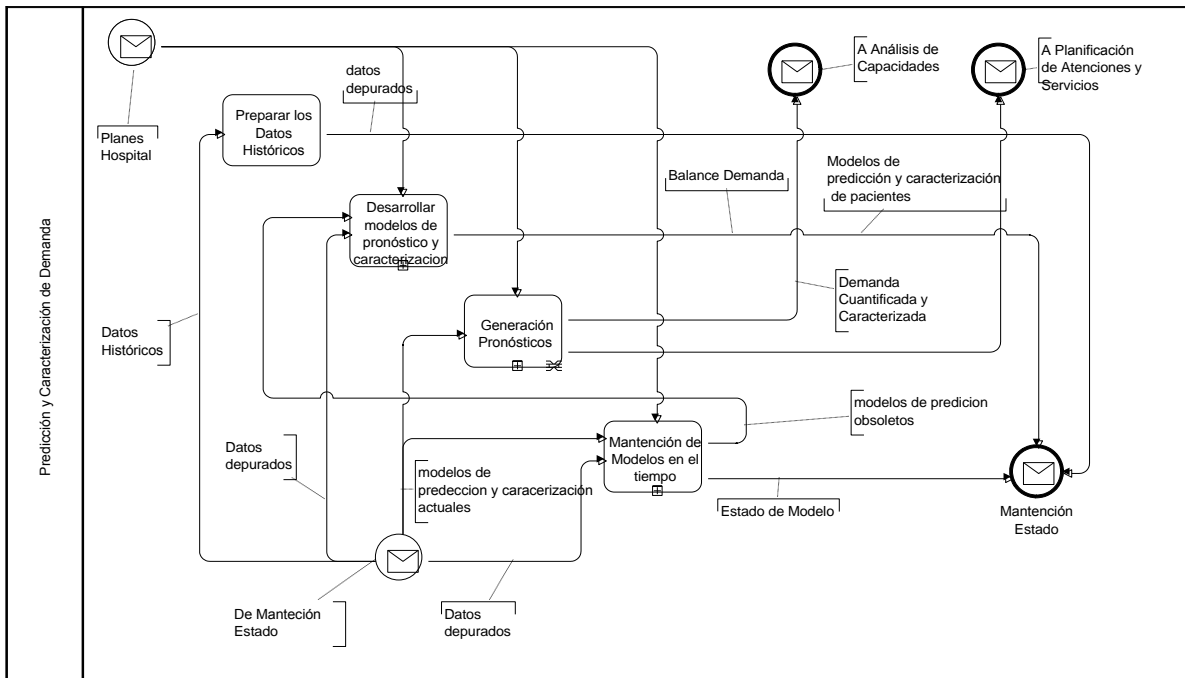 Predicción y Caracterización de Demanda
Planes
Hospital
datos
depurados
A Análisis de
Capacidades
A Planificación
de Atenciones y
Servicios
Preparar los
Datos
Históricos
Balance Demanda
Modelos de
predicción y caracterización
de pacientes
Desarrollar
modelos de
pronóstico y
caracterizacion
Datos
Históricos
Generación
Pronósticos
Demanda
Cuantificada y
Caracterizada
modelos de predicion
obsoletos
Datos
depurados
modelos de
predeccion y caracerización
actuales
Mantención de
Modelos en el
tiempo
Estado de Modelo
Mantención
Estado
De Manteción
Estado
Datos
depurados